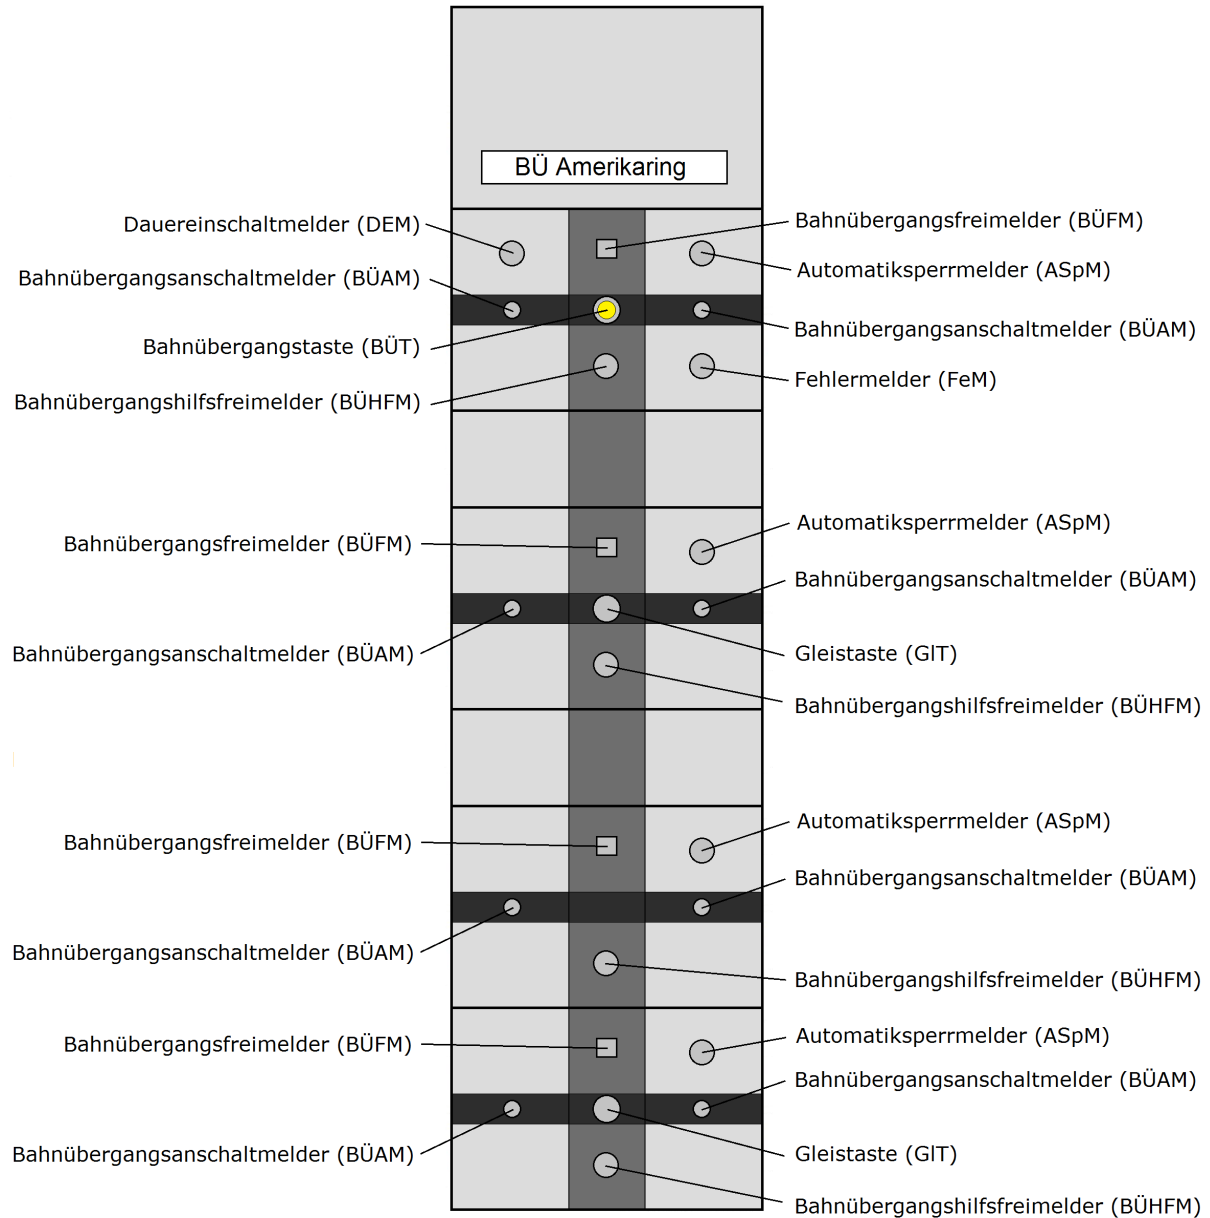 BÜ Amerikaring
Dauereinschaltmelder (DEM)
Bahnübergangsfreimelder (BÜFM)
Bahnübergangsanschaltmelder (BÜAM)
Automatiksperrmelder (ASpM)
Bahnübergangstaste (BÜT)
Bahnübergangsanschaltmelder (BÜAM)
Bahnübergangshilfsfreimelder (BÜHFM)
Fehlermelder (FeM)
Bahnübergangsfreimelder (BÜFM)
Automatiksperrmelder (ASpM)
Bahnübergangsanschaltmelder (BÜAM)
Bahnübergangsanschaltmelder (BÜAM)
Gleistaste (GlT)
Bahnübergangshilfsfreimelder (BÜHFM)
Bahnübergangsfreimelder (BÜFM)
Automatiksperrmelder (ASpM)
Bahnübergangsanschaltmelder (BÜAM)
Bahnübergangsanschaltmelder (BÜAM)
Bahnübergangshilfsfreimelder (BÜHFM)
Bahnübergangsfreimelder (BÜFM)
Automatiksperrmelder (ASpM)
Bahnübergangsanschaltmelder (BÜAM)
Bahnübergangsanschaltmelder (BÜAM)
Gleistaste (GlT)
Bahnübergangshilfsfreimelder (BÜHFM)